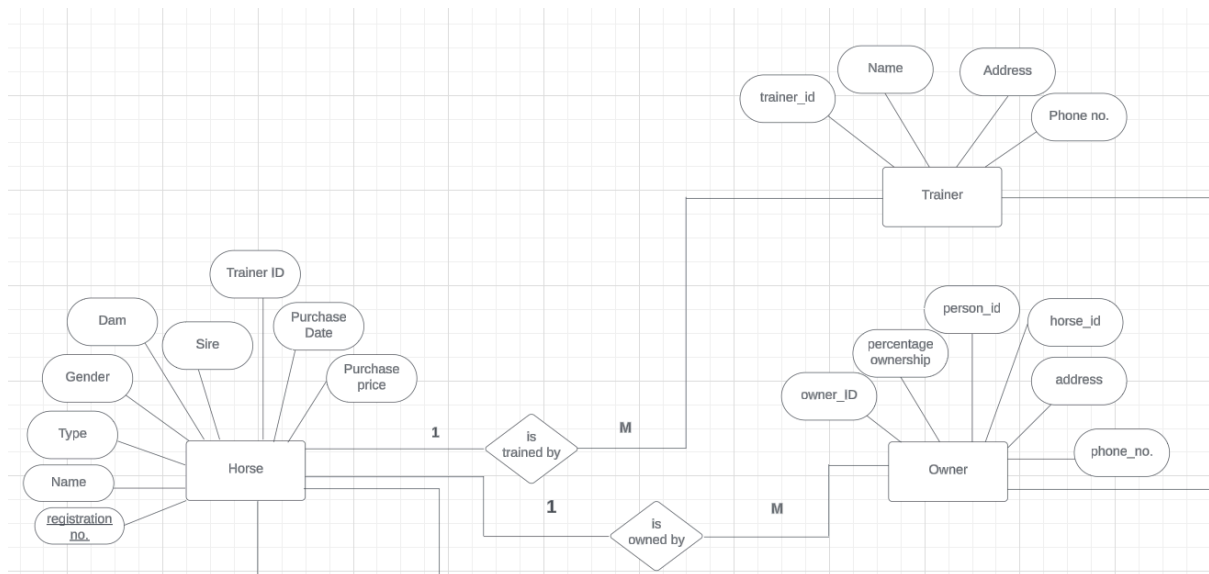 Name
Address
trainer_id
Phone no.
Trainer
Trainer ID
Purchase
Date
Dam
Sire
Purchase
price
Gender
Type
Name
registration
no.
Horse
1
is
trained by
M
person_id
horse_id
percentage
ownership
address
owner_ID
phone_no.
Owner
1
is
owned by
M